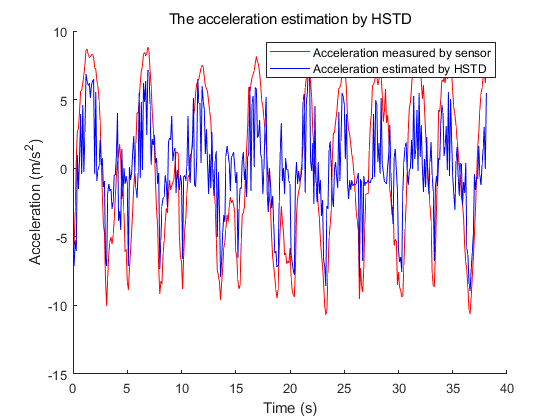 The acceleration estimation by HSTD
Acceleration measured by sensor
Acceleration estimated by HSTD
Acceleration (m/s²)
10
5
0
-5
-10
-15
0 5 10 15 20 25 30 35 40
Time (s)